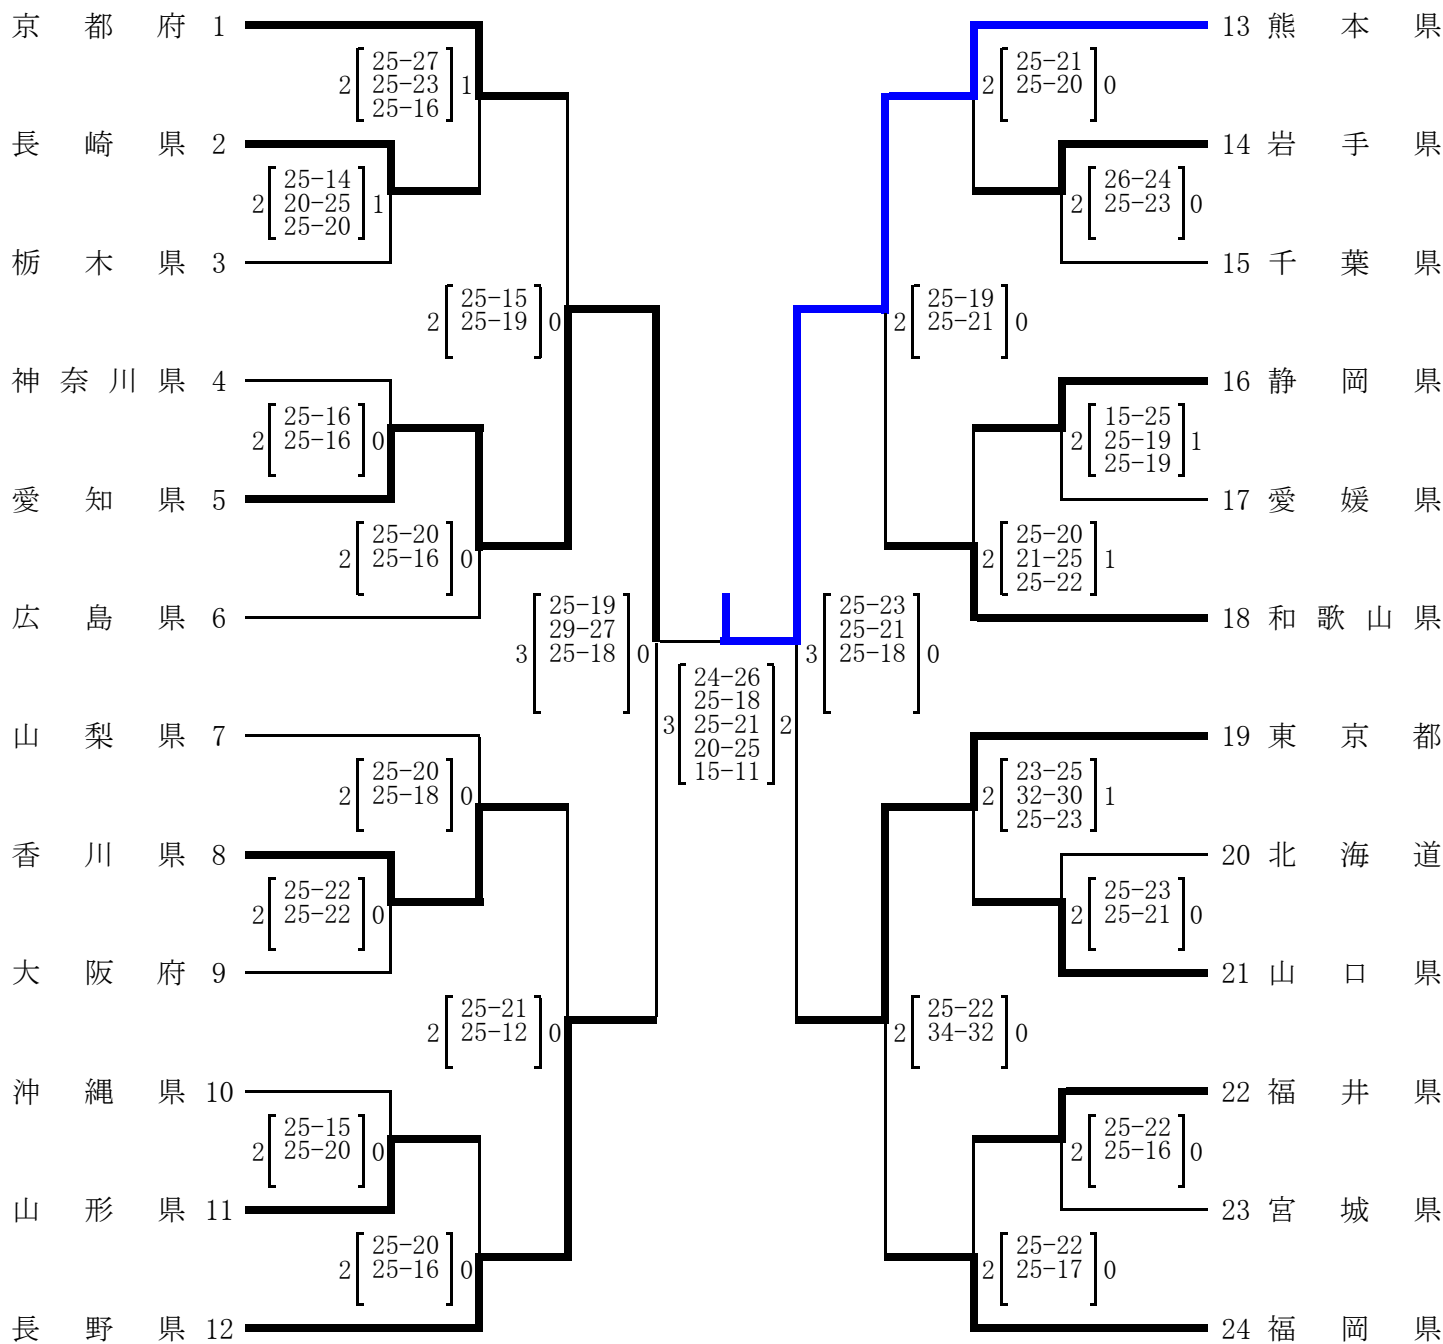 京都府 1
2 25-27 1
25-23
25-16
長崎県 2
2 25-14 1
20-25
25-20
栃木県 3
2 25-15 0
25-19
神奈川県 4
2 25-16 0
25-16
愛知県 5
2 25-20 0
25-16
広島県 6
3 25-19 0
29-27
25-18
山梨県 7
2 25-20 0
25-18
香川県 8
2 25-22 0
25-22
大阪府 9
2 25-21 0
25-12
沖縄県 10
2 25-15 0
25-20
山形県 11
2 25-20 0
25-16
長野県 12
3 24-26 2
25-18
25-21
20-25
15-11
13 熊本県
2 25-21 0
25-20
14 岩手県
2 26-24 0
25-23
15 千葉県
2 25-19 0
25-21
16 静岡県
2 15-25 1
25-19
25-19
17 愛媛県
2 25-20 1
21-25
25-22
18 和歌山県
3 25-23 0
25-21
25-18
19 東京都
2 23-25 1
32-30
25-23
20 北海道
2 25-23 0
25-21
21 山口県
2 25-22 0
34-32
22 福井県
2 25-22 0
25-16
23 宮城県
2 25-22 0
25-17
24 福岡県